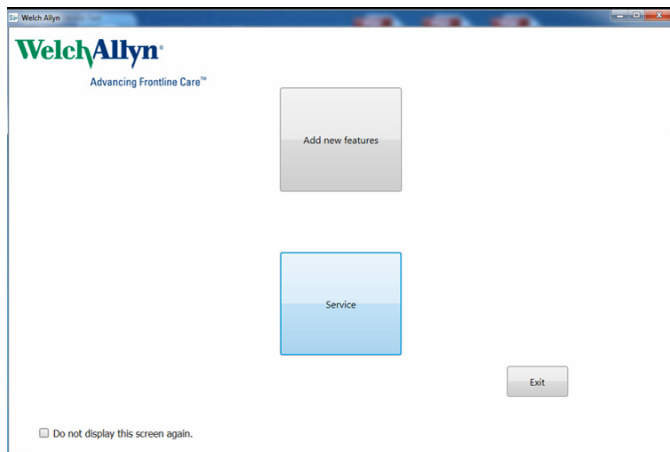 Welch Allyn
WelchAllyn®
Advancing Frontline Care™
Add new features
Service
Exit
Do not display this screen again.